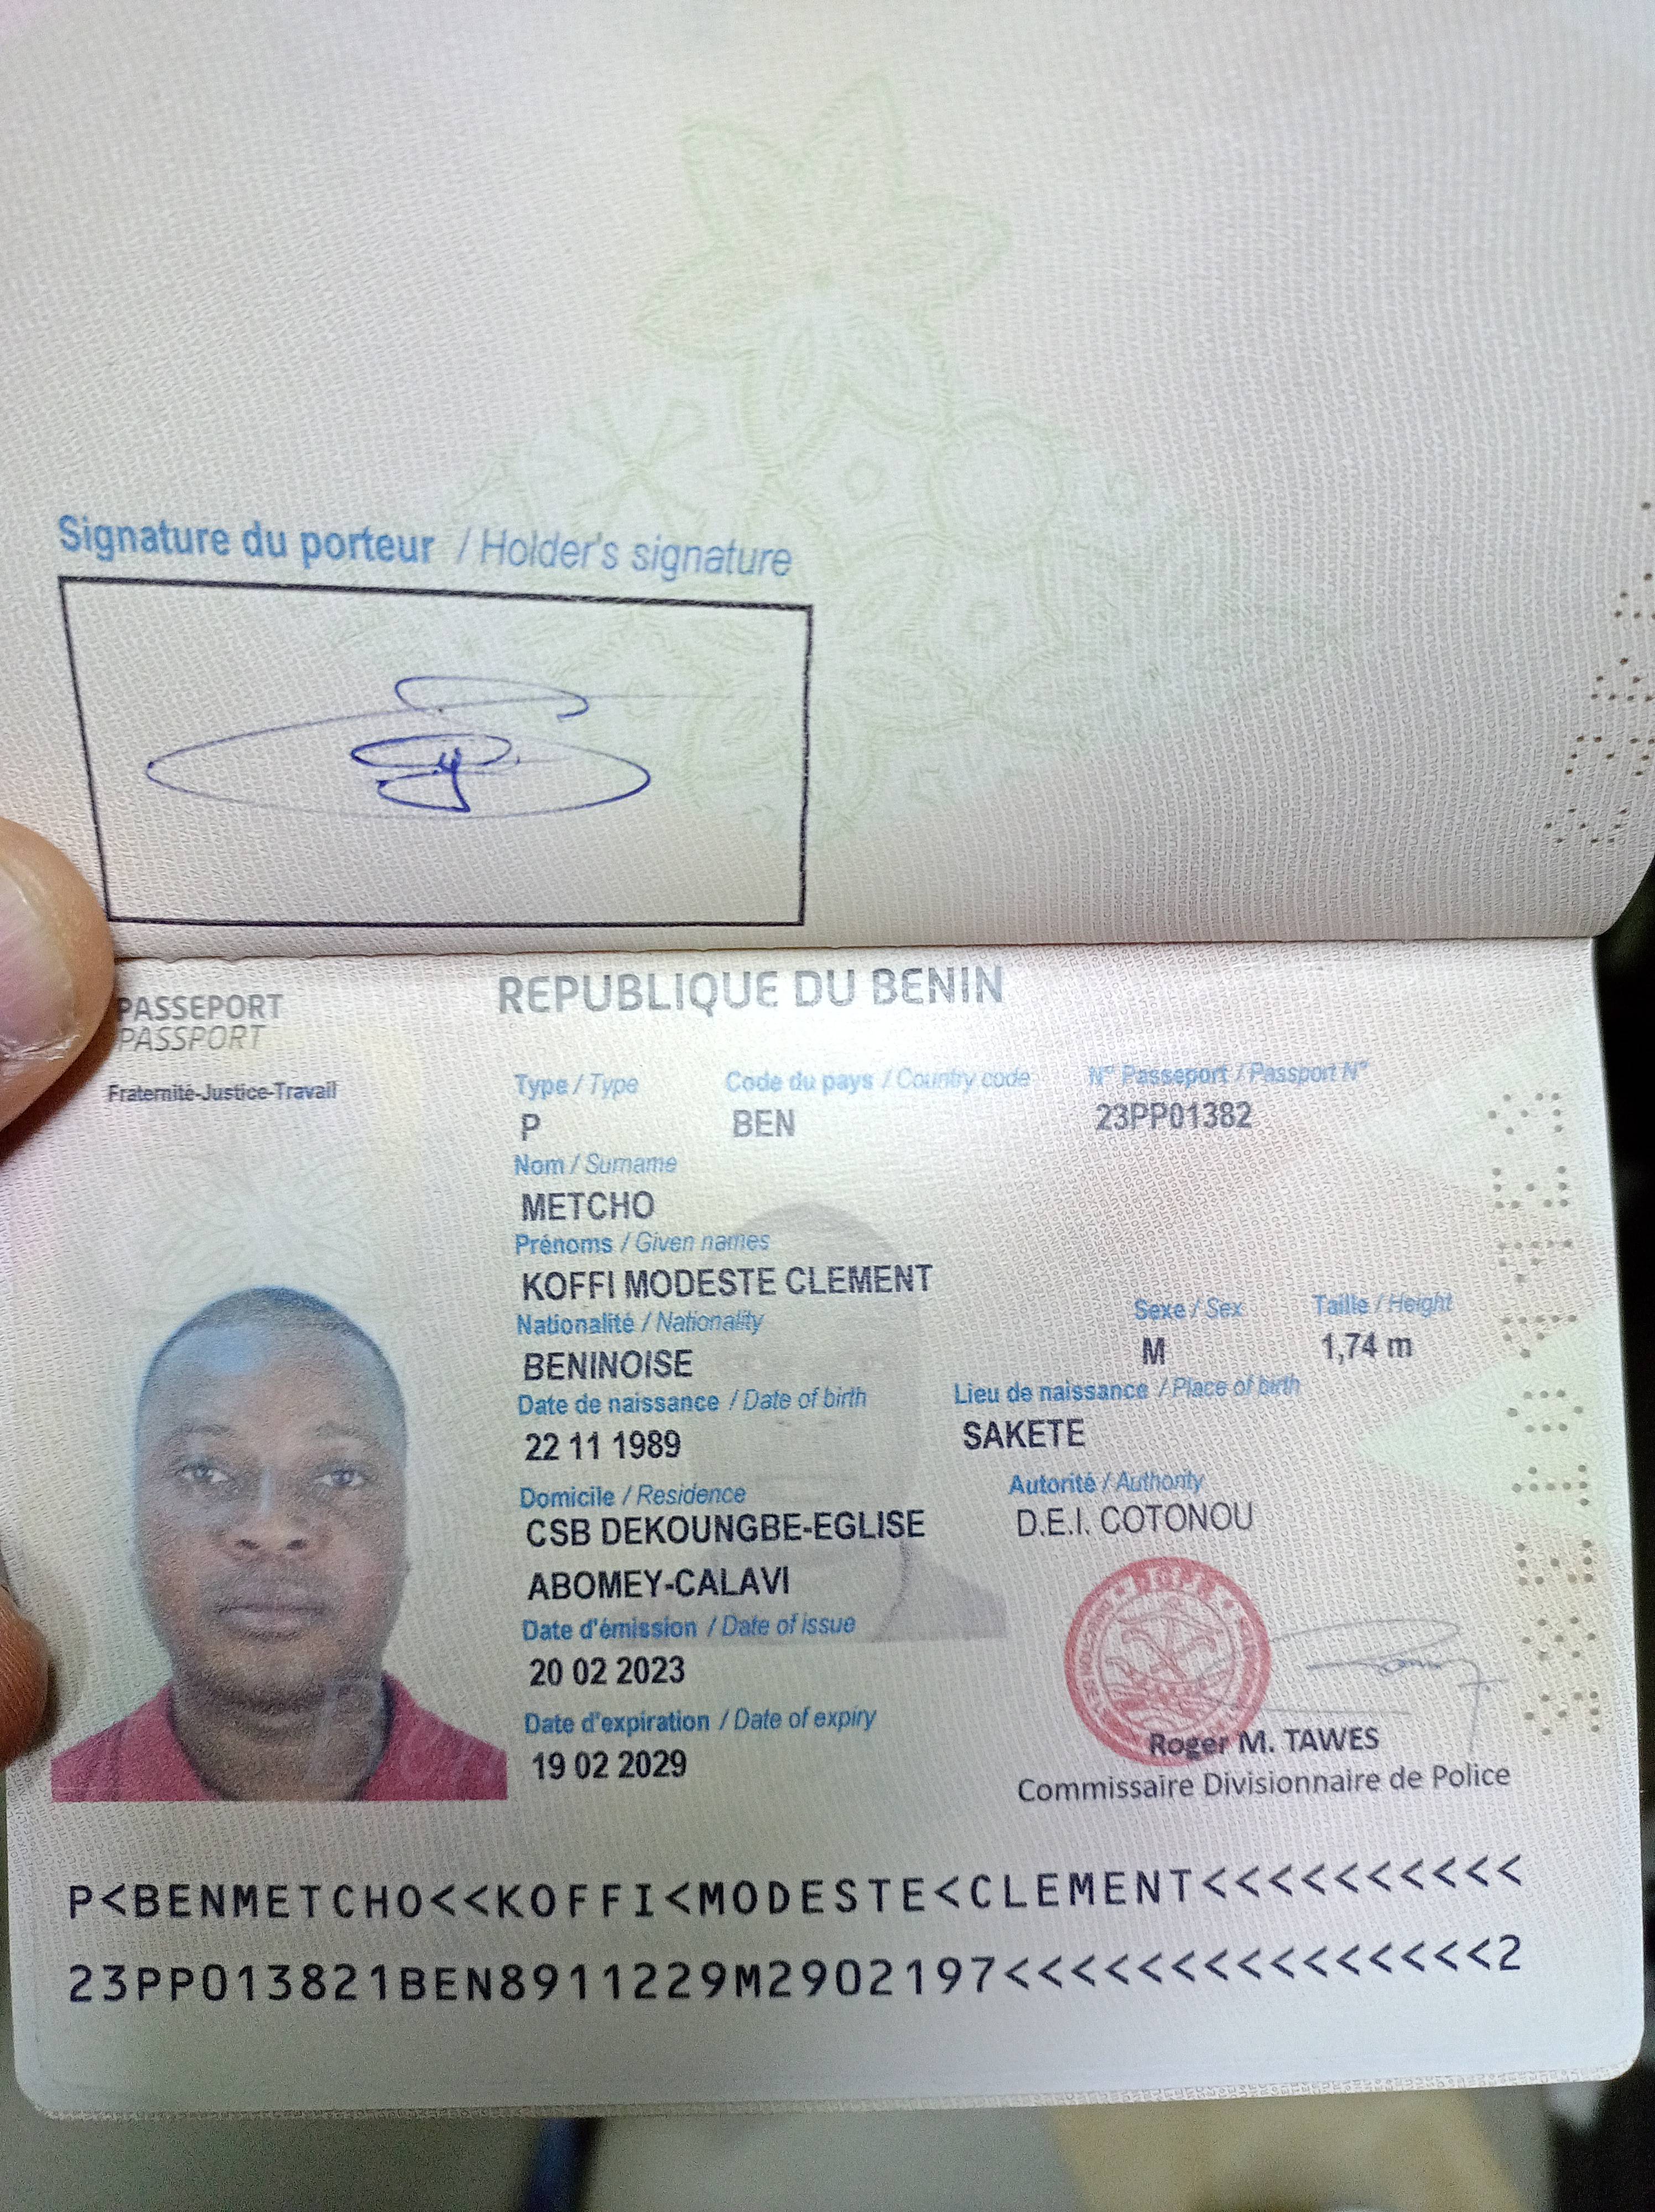 Signature du porteur / Holder's signature
REPUBLIQUE DU BENIN
PASSEPORT
PASSPORT
Fraternité-Justice-Travail
Type / Type Code du pays / Country code N° Passeport / Passport N°
P BEN 23PP01382
Nom / Surname
METCHO
Prénoms / Given names
KOFFI MODESTE CLEMENT
Nationalité / Nationality Sexe / Sex Taille / Height
BENINOISE M 1,74 m
Date de naissance / Date of birth Lieu de naissance / Place of birth
22 11 1989 SAKETE
Domicile / Residence Autorité / Authority
CSB DEKOUNGBE-EGLISE D.E.I. COTONOU
ABOMEY-CALAVI
Date d'émission / Date of issue
20 02 2023
Date d'expiration / Date of expiry
19 02 2029
Roger M. TAWES
Commissaire Divisionnaire de Police
P<BENMETCHO<<KOFFI<MODESTE<CLEMENT<<<<<<<<<<
23PP013821BEN8911229M2902197<<<<<<<<<<<<<<<2